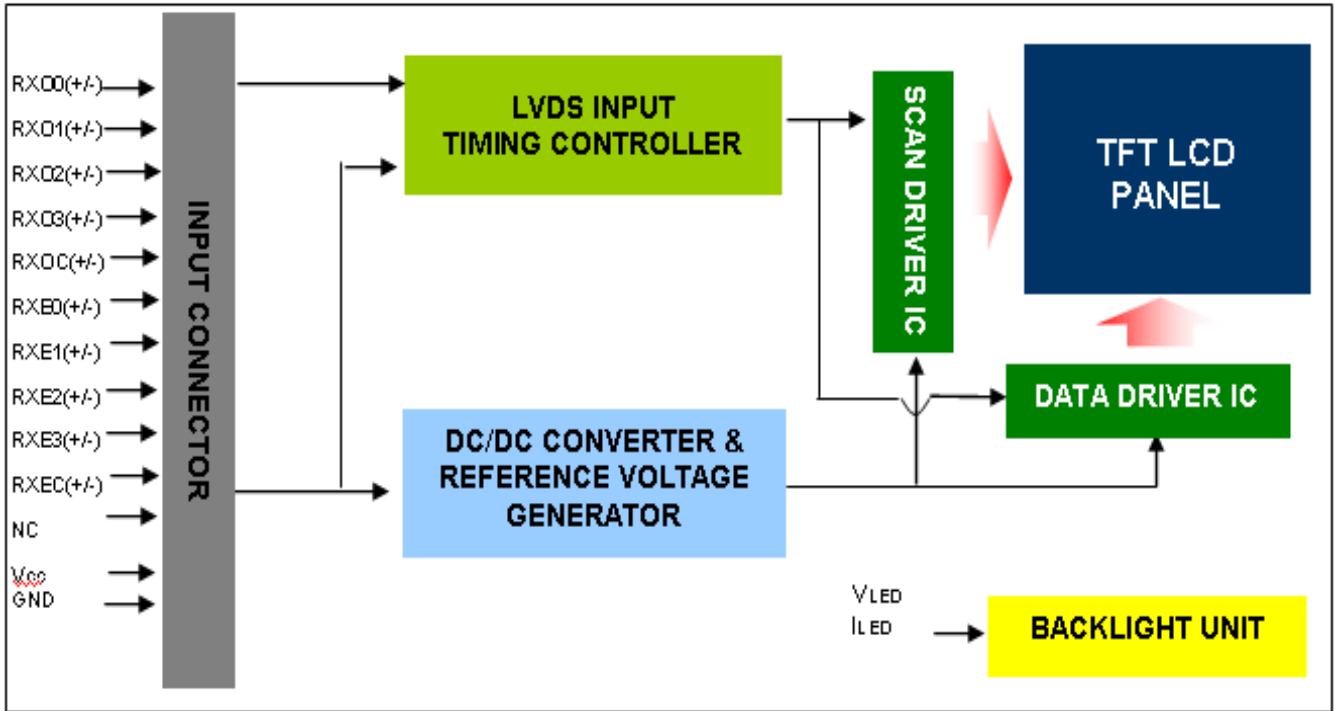 RXO0(+/-)
RXO1(+/-)
RXO2(+/-)
RXO3(+/-)
RXOC(+/-)
RXE0(+/-)
RXE1(+/-)
RXE2(+/-)
RXE3(+/-)
RXEC(+/-)
NC
Vcc
GND
INPUT CONNECTOR
LVDS INPUT
TIMING CONTROLLER
DC/DC CONVERTER &
REFERENCE VOLTAGE
GENERATOR
SCAN DRIVER IC
TFT LCD
PANEL
DATA DRIVER IC
VLED
ILED
BACKLIGHT UNIT